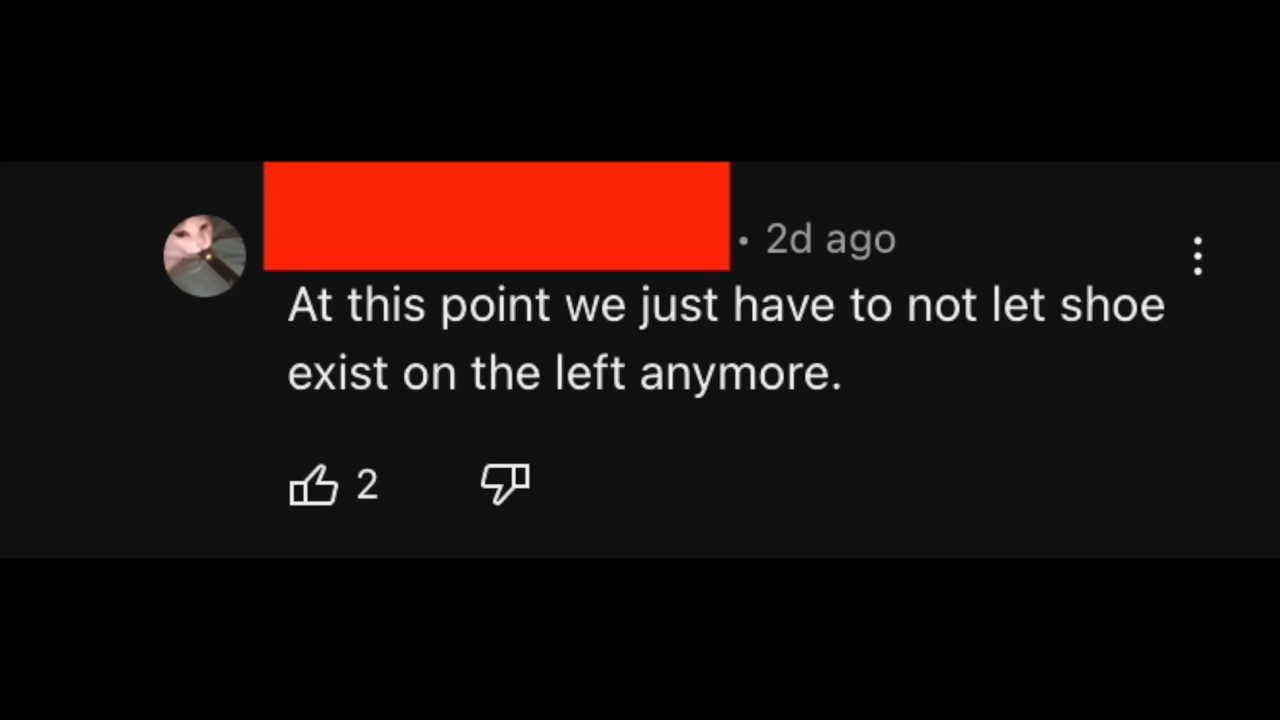 • 2d ago
At this point we just have to not let shoe
exist on the left anymore.
2